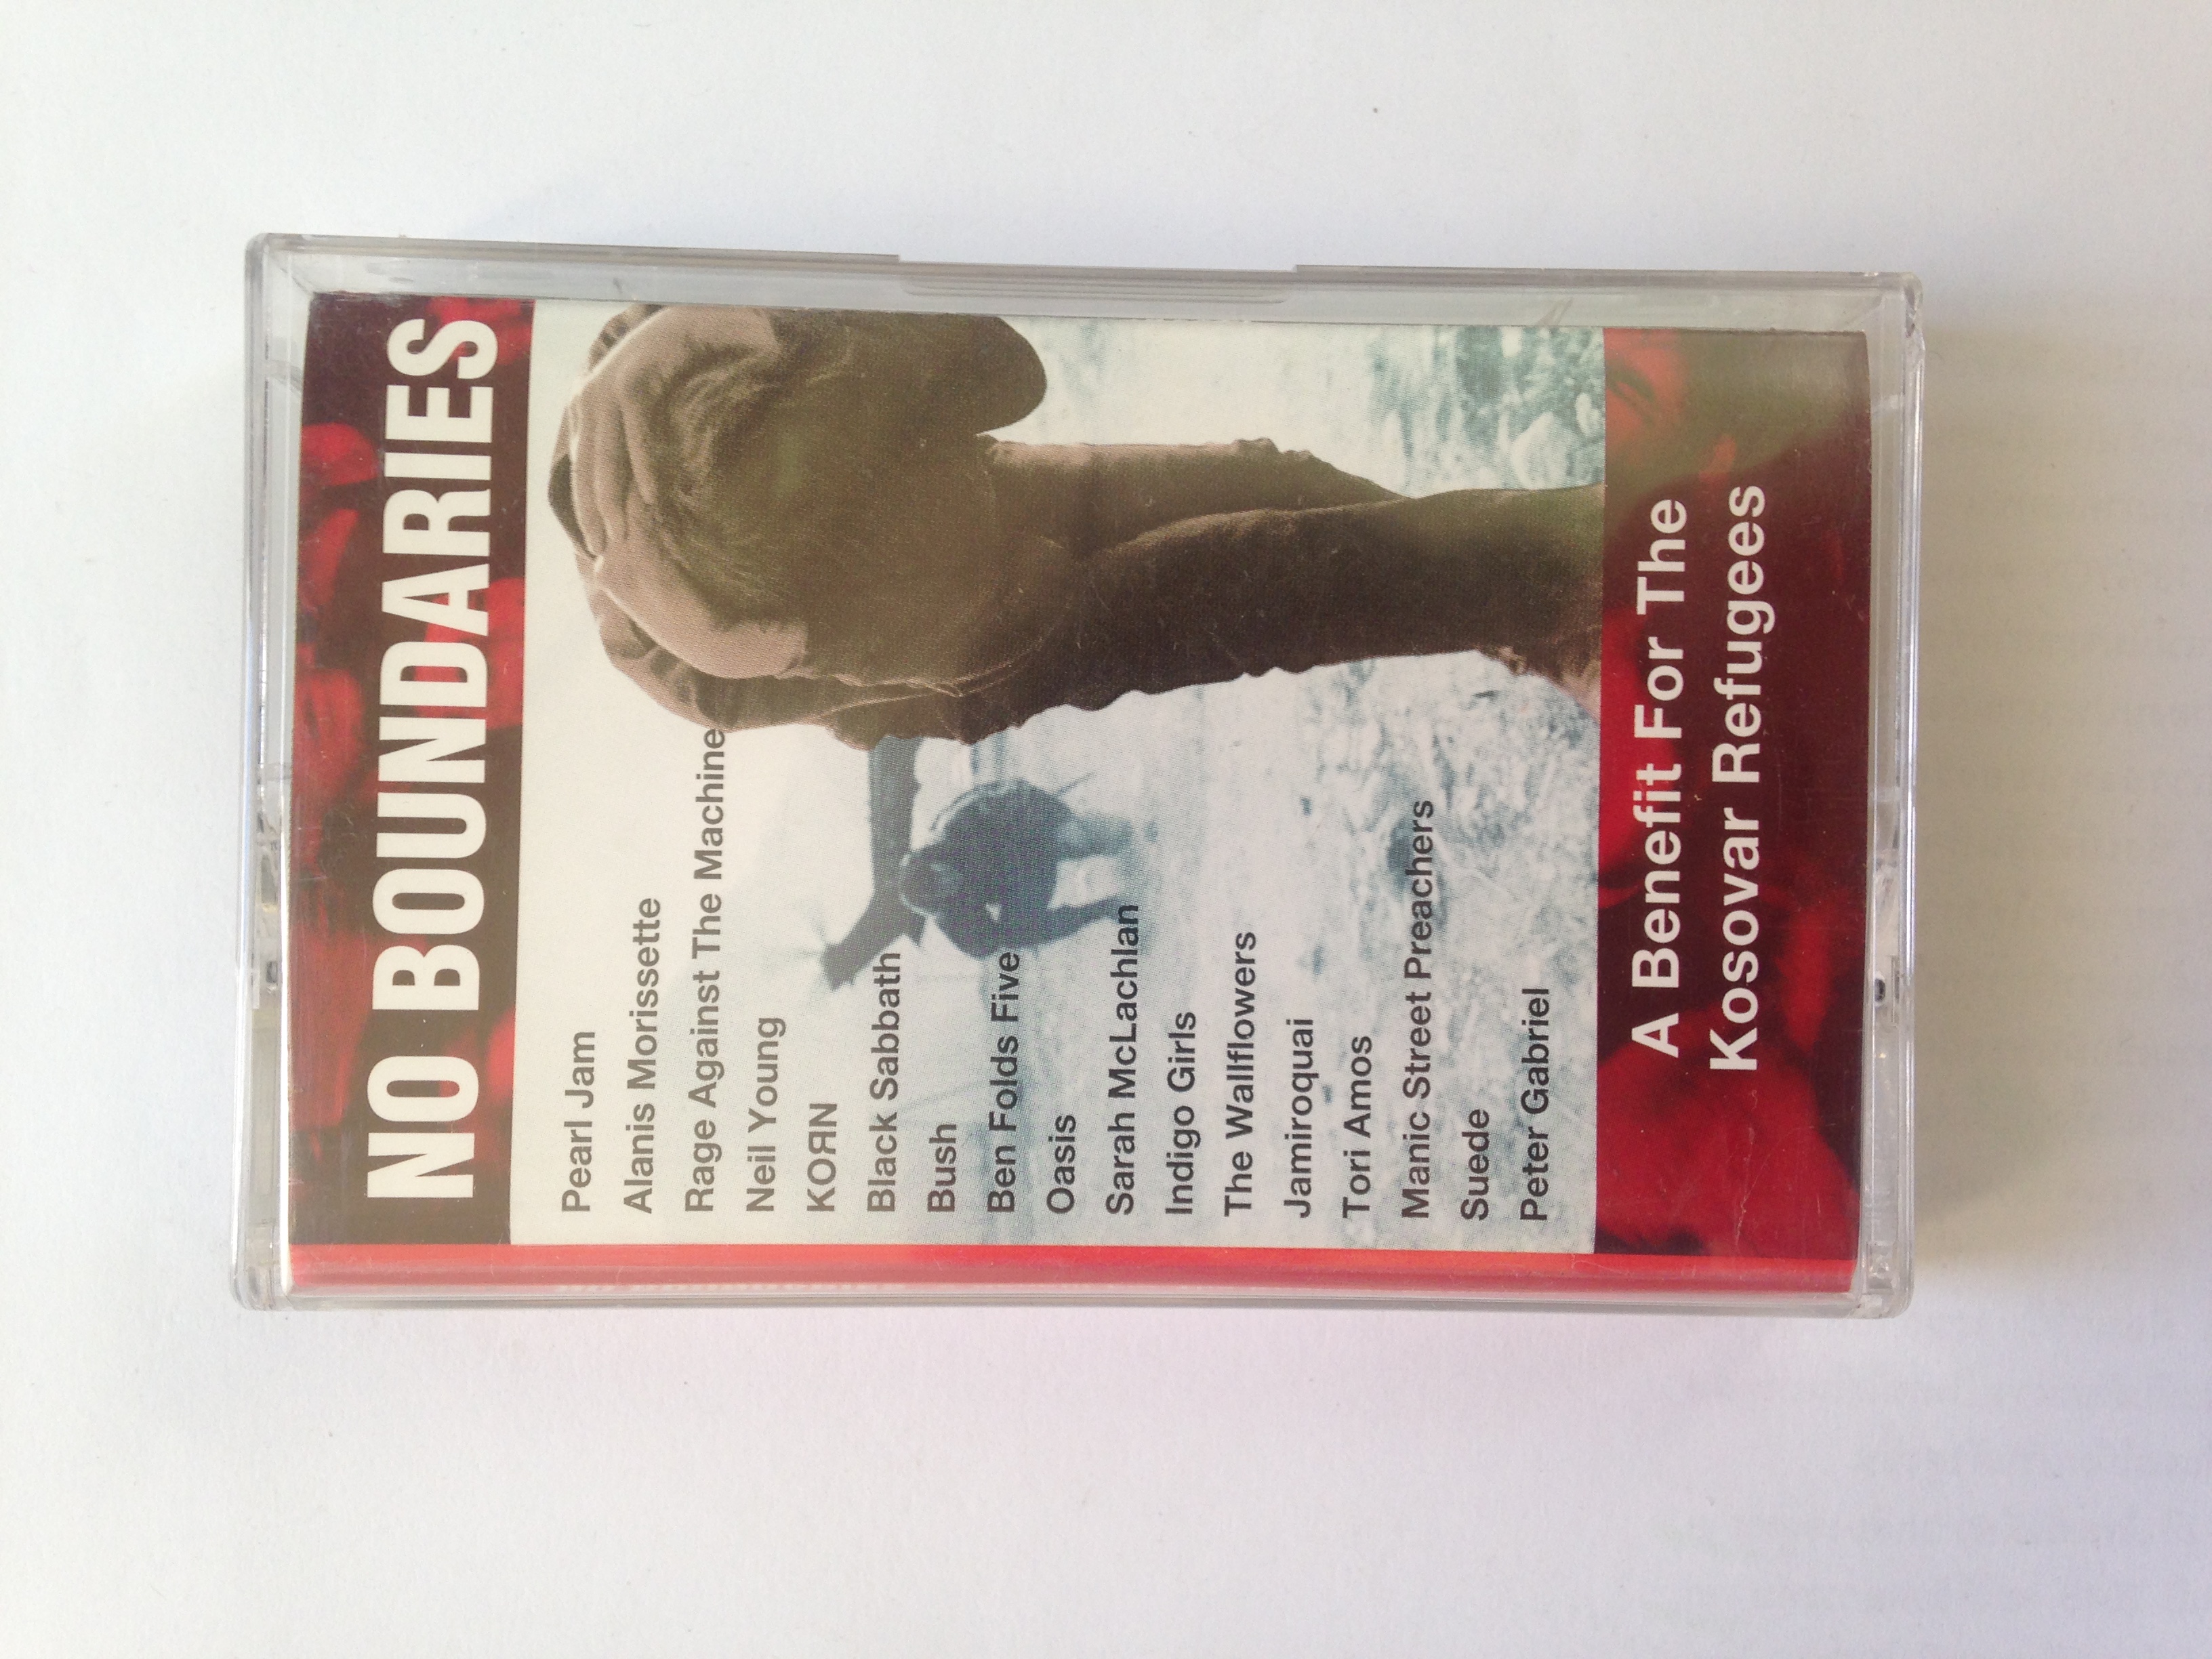 NO BOUNDARIES
Pearl Jam
Alanis Morissette
Rage Against The Machine
Neil Young
KOЯN
Black Sabbath
Bush
Ben Folds Five
Oasis
Sarah McLachlan
Indigo Girls
The Wallflowers
Jamiroquai
Tori Amos
Manic Street Preachers
Suede
Peter Gabriel
A Benefit For The
Kosovar Refugees